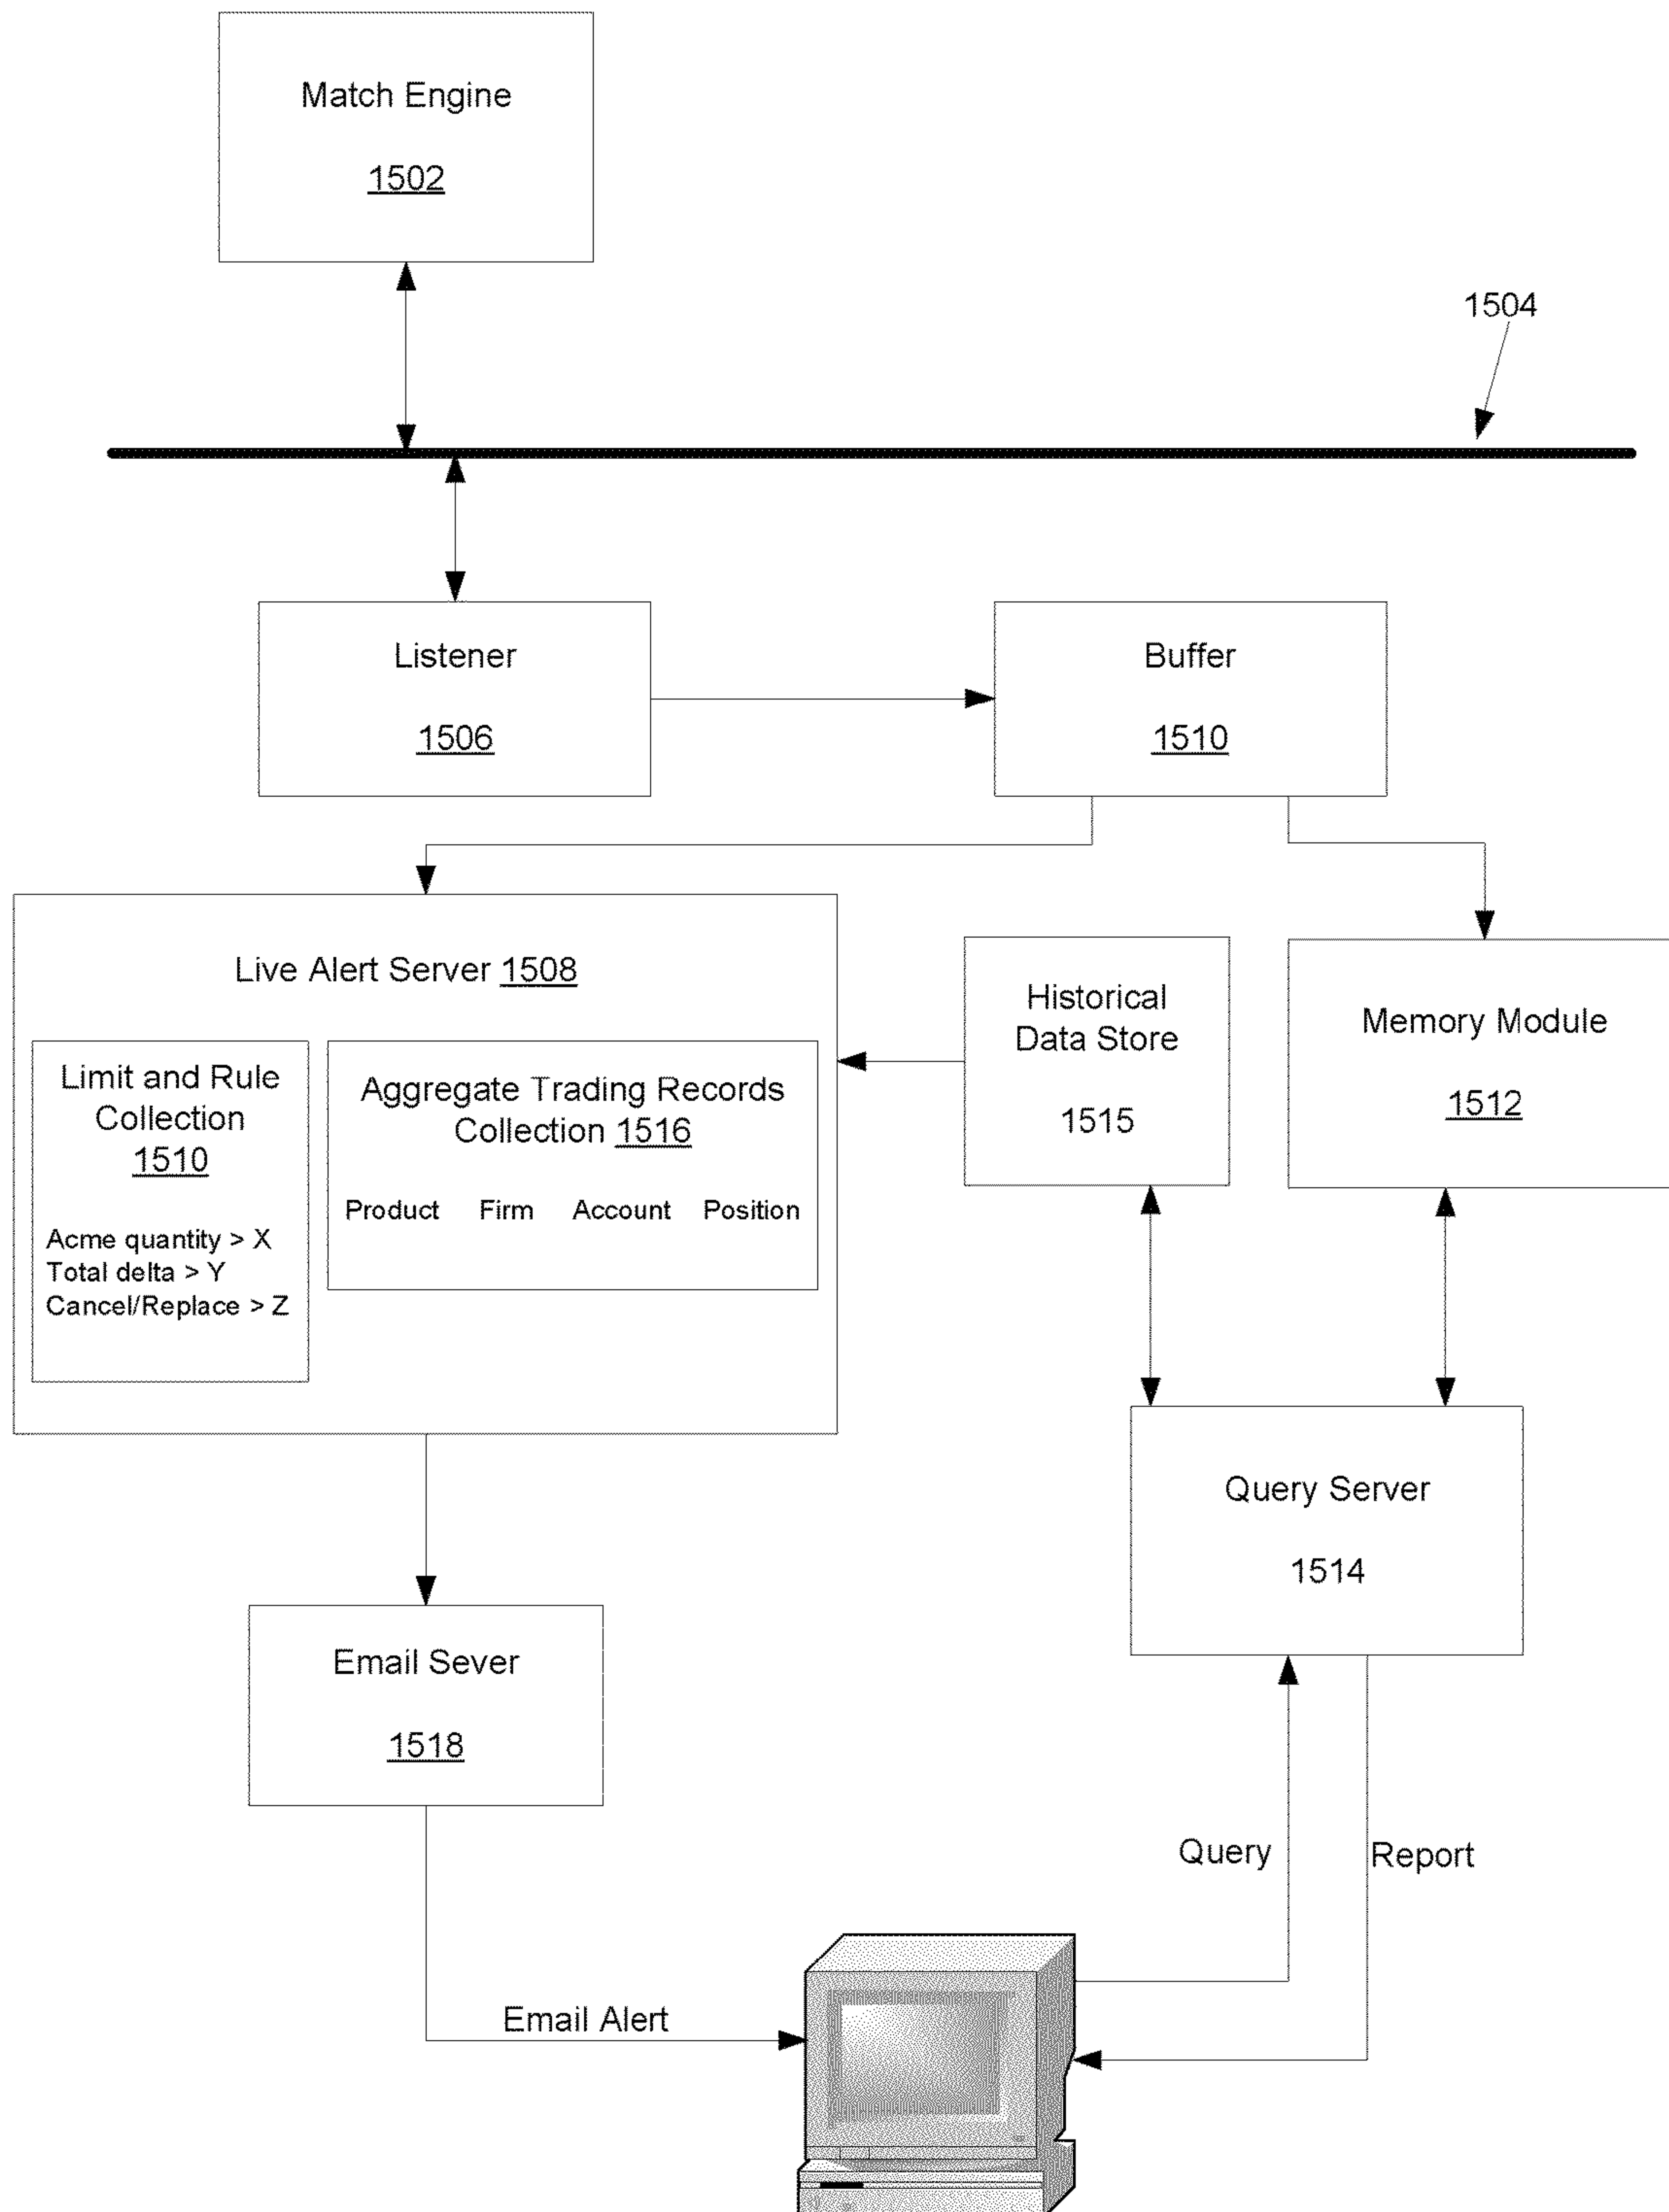 Match Engine
1502
1504
Listener
1506
Buffer
1510
Live Alert Server 1508
Limit and Rule
Collection
1510
Acme quantity > X
Total delta > Y
Cancel/Replace > Z
Aggregate Trading Records
Collection 1516
Product Firm Account Position
Historical
Data Store
1515
Memory Module
1512
Query Server
1514
Email Sever
1518
Query
Report
Email Alert